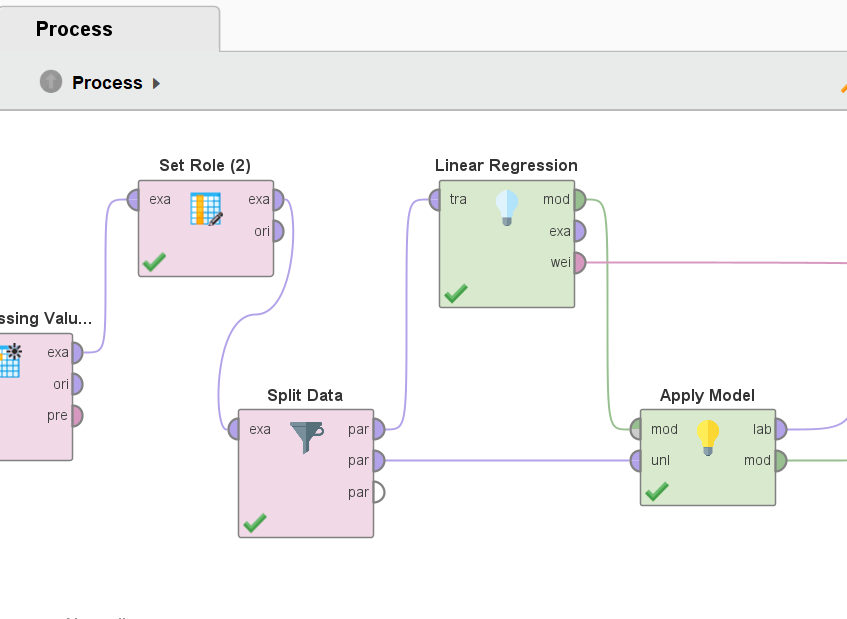 Process
Process
Set Role (2)
exa exa
ori
Linear Regression
tra mod
exa
wei
ssing Valu...
exa
ori
pre
Split Data
exa par
par
par
Apply Model
mod lab
unl mod